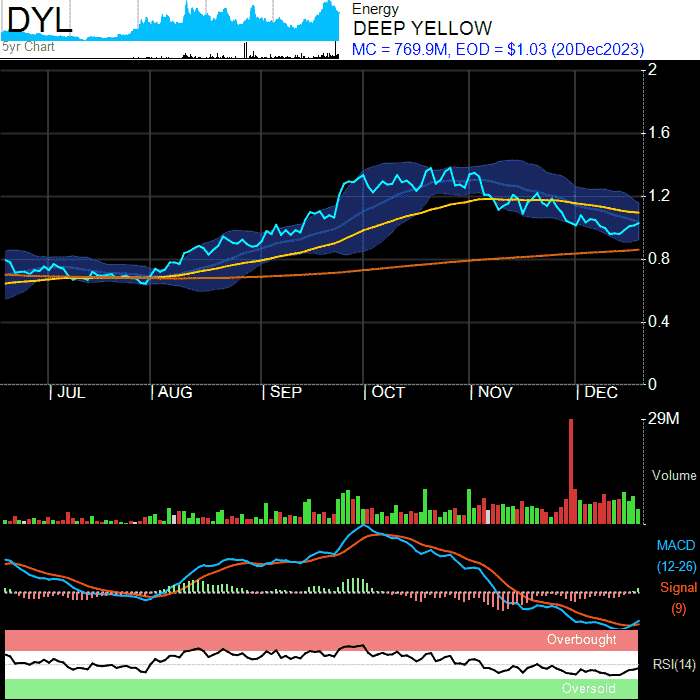 DYL
5yr Chart
Energy
DEEP YELLOW
MC = 769.9M, EOD = $1.03 (20Dec2023)
2
1.6
1.2
0.8
0.4
0
| JUL | AUG | SEP | OCT | NOV | DEC
29M
Volume
MACD
(12-26)
Signal
(9)
Overbought
RSI(14)
Oversold